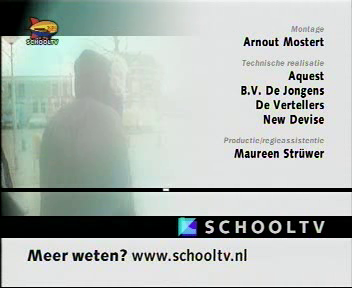 SCHOOLTV
Montage
Arnout Mostert
Technische realisatie
Aquest
B.V. De Jongens
De Vertellers
New Devise
Productie/regieassistentie
Maureen Strüwer
SCHOOLTV
Meer weten? www.schooltv.nl